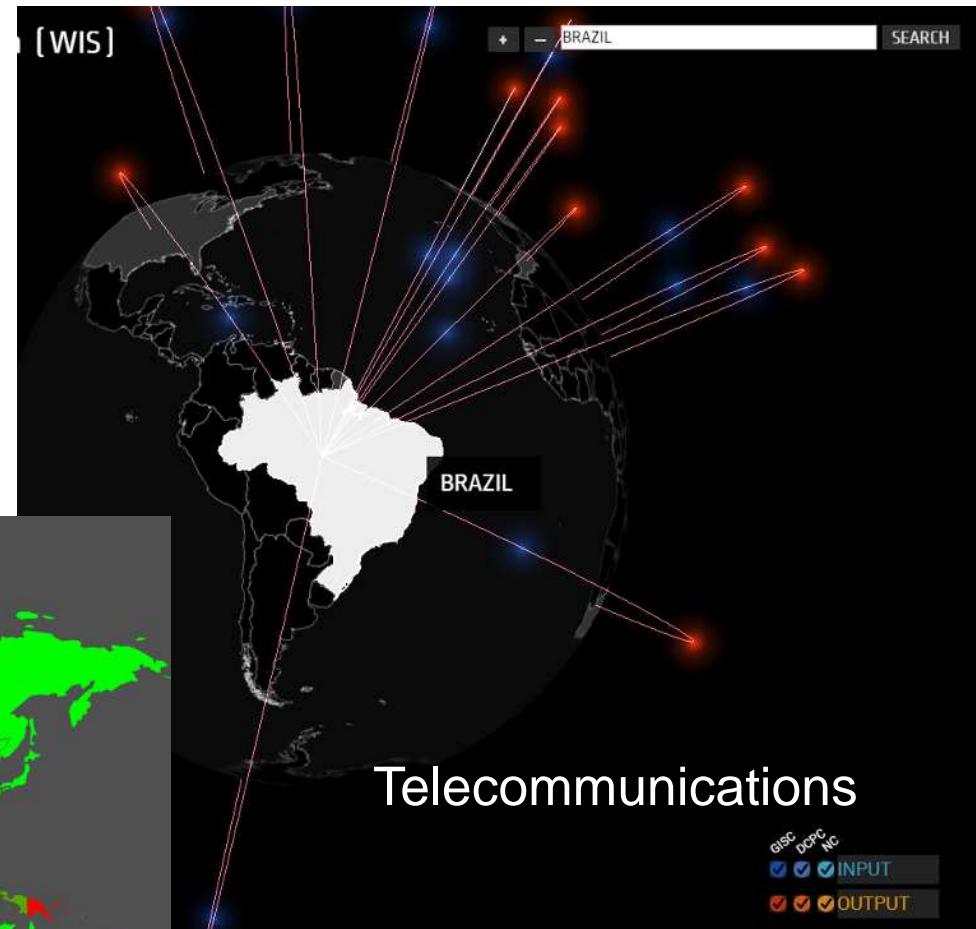 [WIS]
+ – BRAZIL SEARCH
BRAZIL
Telecommunications
GISC DCPC NC
INPUT
OUTPUT